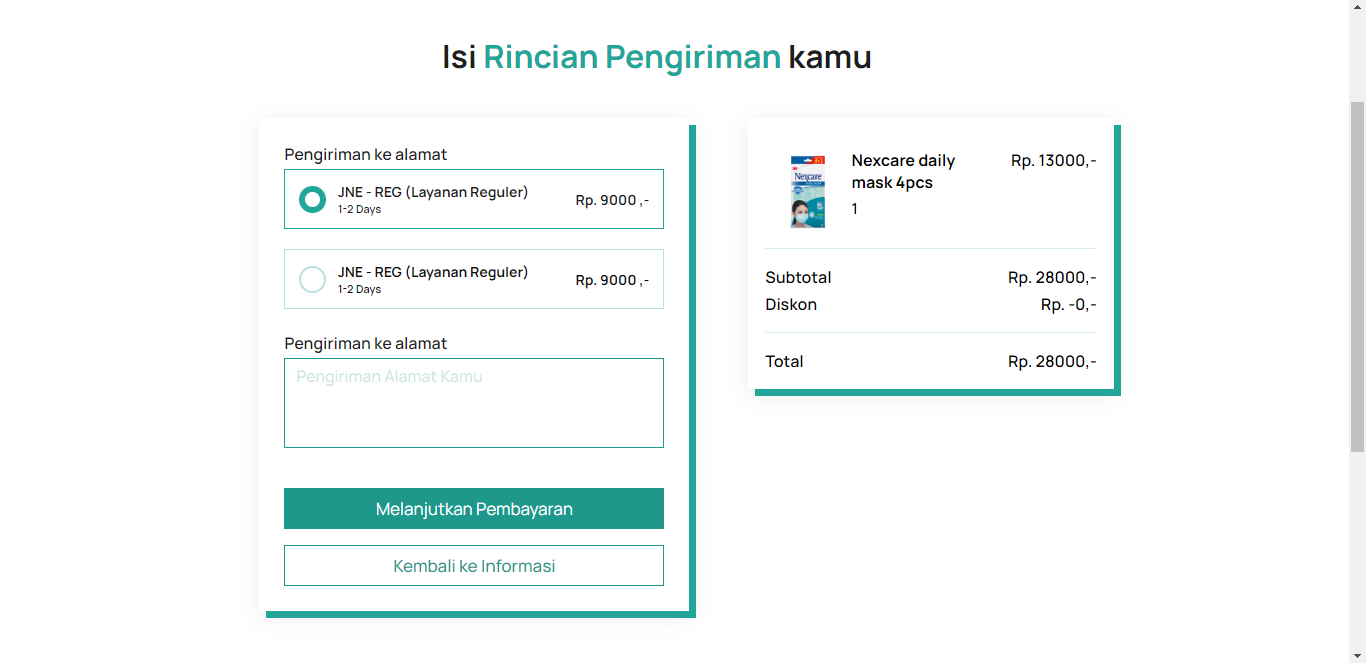 Isi Rincian Pengiriman kamu
Pengiriman ke alamat
JNE - REG (Layanan Reguler)
1-2 Days
Rp. 9000 ,-
JNE - REG (Layanan Reguler)
1-2 Days
Rp. 9000 ,-
Pengiriman ke alamat
Pengiriman Alamat Kamu
Melanjutkan Pembayaran
Kembali ke Informasi
Nexcare
Nexcare daily
mask 4pcs
1
Rp. 13000,-
Subtotal
Rp. 28000,-
Diskon
Rp. -0,-
Total
Rp. 28000,-